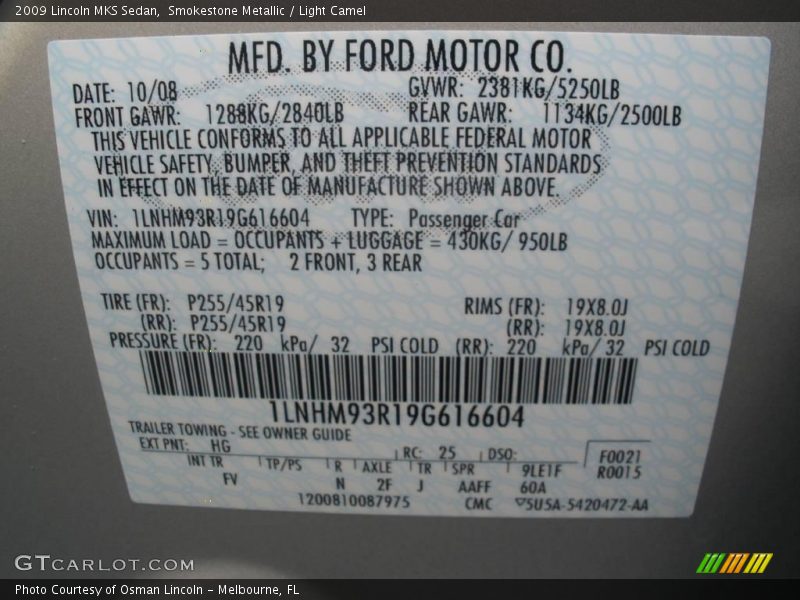 2009 Lincoln MKS Sedan,  Smokestone Metallic / Light Camel
MFD. BY FORD MOTOR CO.
DATE: 10/08 GVWR: 2381KG/5250LB
FRONT GAWR: 1288KG/2840LB REAR GAWR: 1134KG/2500LB
THIS VEHICLE CONFORMS TO ALL APPLICABLE FEDERAL MOTOR
VEHICLE SAFETY, BUMPER, AND THEFT PREVENTION STANDARDS
IN EFFECT ON THE DATE OF MANUFACTURE SHOWN ABOVE.
VIN: 1LNHM93R19G616604 TYPE: Passenger Car
MAXIMUM LOAD = OCCUPANTS + LUGGAGE = 430KG/ 950LB
OCCUPANTS = 5 TOTAL; 2 FRONT, 3 REAR
TIRE (FR): P255/45R19 RIMS (FR): 19X8.0J
(RR): P255/45R19 (RR): 19X8.0J
PRESSURE (FR): 220 kPa/ 32 PSI COLD (RR): 220 kPa/ 32 PSI COLD
1LNHM93R19G616604
TRAILER TOWING - SEE OWNER GUIDE
EXT PNT: HG RC: 25 DSO: F0021
INT TR TP/PS R AXLE TR SPR 9LE1F R0015
FV N 2F J AAFF 60A
1200810087975 CMC 5U5A-5420472-AA
GTCARLOT.COM
Photo Courtesy of Osman Lincoln - Melbourne, FL